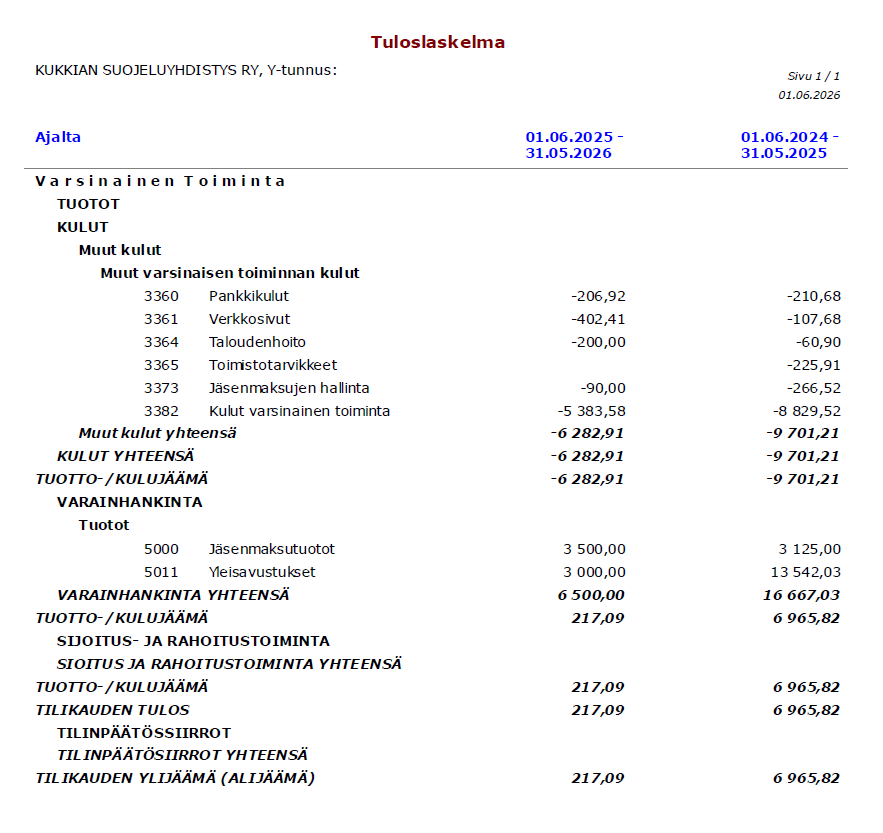 Tuloslaskelma
KUKKIAN SUOJELUYHDISTYS RY, Y-tunnus:
Sivu 1 / 1
01.06.2026
Ajalta 01.06.2025 - 31.05.2026 01.06.2024 - 31.05.2025
Varsinainen Toiminta
TUOTOT
KULUT
Muut kulut
Muut varsinaisen toiminnan kulut
3360 Pankkikulut -206,92 -210,68
3361 Verkkosivut -402,41 -107,68
3364 Taloudenhoito -200,00 -60,90
3365 Toimistotarvikkeet -225,91
3373 Jäsenmaksujen hallinta -90,00 -266,52
3382 Kulut varsinainen toiminta -5 383,58 -8 829,52
Muut kulut yhteensä -6 282,91 -9 701,21
KULUT YHTEENSÄ -6 282,91 -9 701,21
TUOTTO-/KULUJÄÄMÄ -6 282,91 -9 701,21
VARAINHANKINTA
Tuotot
5000 Jäsenmaksutuotot 3 500,00 3 125,00
5011 Yleisavustukset 3 000,00 13 542,03
VARAINHANKINTA YHTEENSÄ 6 500,00 16 667,03
TUOTTO-/KULUJÄÄMÄ 217,09 6 965,82
SIJOITUS- JA RAHOITUSTOIMINTA
SIOITUS JA RAHOITUSTOIMINTA YHTEENSÄ
TUOTTO-/KULUJÄÄMÄ 217,09 6 965,82
TILIKAUDEN TULOS 217,09 6 965,82
TILINPÄÄTÖSSIIRROT
TILINPÄÄTÖSIIRROT YHTEENSÄ
TILIKAUDEN YLIJÄÄMÄ (ALIJÄÄMÄ) 217,09 6 965,82